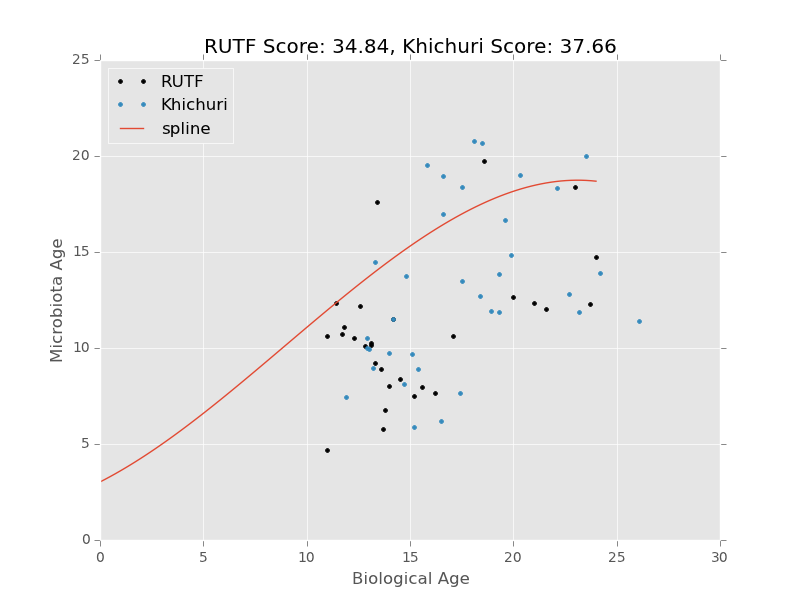 RUTF Score: 34.84, Khichuri Score: 37.66
25
20
15
10
5
0
Microbiota Age
RUTF
Khichuri
spline
0 5 10 15 20 25 30
Biological Age